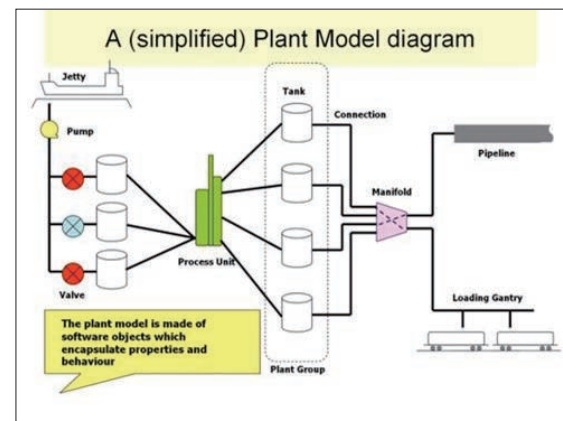 A (simplified) Plant Model diagram
Jetty
Tank
Connection
Pump
Pipeline
Manifold
Process Unit
Valve
Loading Gantry
The plant model is made of
software objects which
encapsulate properties and
behaviour
Plant Group